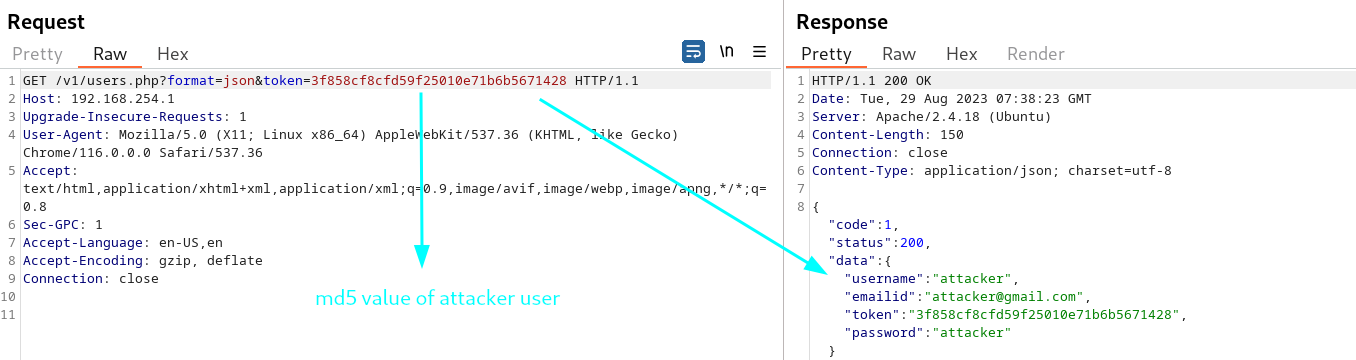 Request
Pretty Raw Hex \n
1 GET /v1/users.php?format=json&token=3f858cf8cfd59f25010e71b6b5671428 HTTP/1.1
2 Host: 192.168.254.1
3 Upgrade-Insecure-Requests: 1
4 User-Agent: Mozilla/5.0 (X11; Linux x86_64) AppleWebKit/537.36 (KHTML, like Gecko)
Chrome/116.0.0.0 Safari/537.36
5 Accept:
text/html,application/xhtml+xml,application/xml;q=0.9,image/avif,image/webp,image/apng,*/*;q=
0.8
6 Sec-GPC: 1
7 Accept-Language: en-US,en
8 Accept-Encoding: gzip, deflate
9 Connection: close
10
11
md5 value of attacker user
Response
Pretty Raw Hex Render
1 HTTP/1.1 200 OK
2 Date: Tue, 29 Aug 2023 07:38:23 GMT
3 Server: Apache/2.4.18 (Ubuntu)
4 Content-Length: 150
5 Connection: close
6 Content-Type: application/json; charset=utf-8
7
8 {
"code":1,
"status":200,
"data":{
"username":"attacker",
"emailid":"attacker@gmail.com",
"token":"3f858cf8cfd59f25010e71b6b5671428",
"password":"attacker"
}